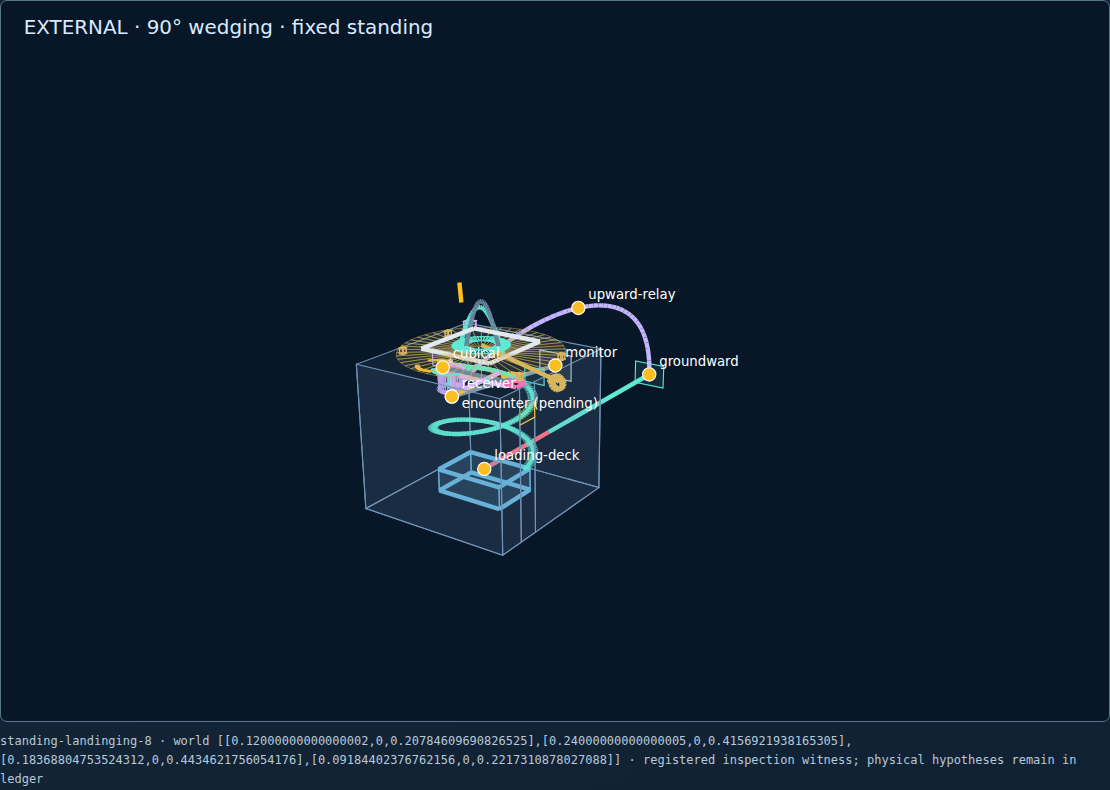 EXTERNAL · 90° wedging · fixed standing
upward-relay
cubical
monitor
groundward
receiver
encounter (pending)
loading-deck
standing-landinging-8 · world [[0.12000000000000002,0,0.20784609690826525],[0.24000000000000005,0,0.4156921938165305],
[0.18368804753524312,0,0.4434621756054176],[0.09184402376762156,0,0.2217310878027088]] · registered inspection witness; physical hypotheses remain in
ledger